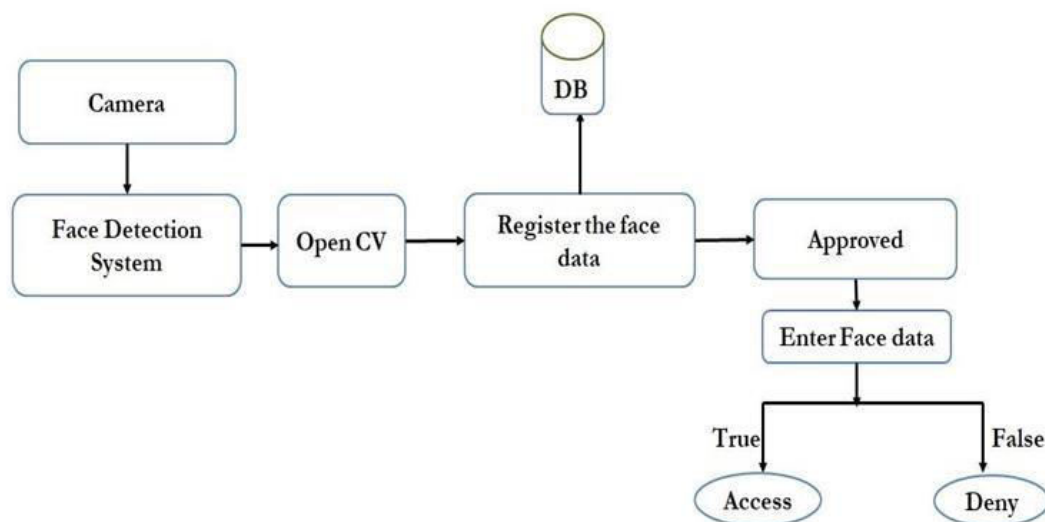 Camera
DB
Face Detection
System
Open CV
Register the face
data
Approved
Enter Face data
True
False
Access
Deny